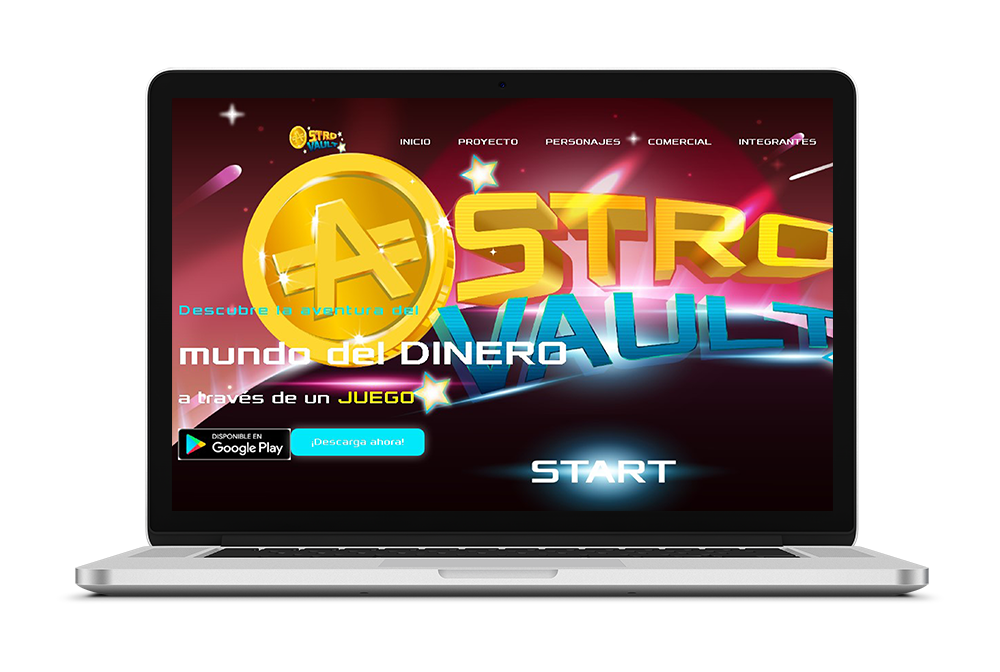 ASTRO
VAULT
INICIO
PROYECTO
PERSONAJES
COMERCIAL
INTEGRANTES
ASTRO
VAULT
Descubre la aventura del
mundo del DINERO
a través de un JUEGO
DISPONIBLE EN
Google Play
¡Descarga ahora!
START